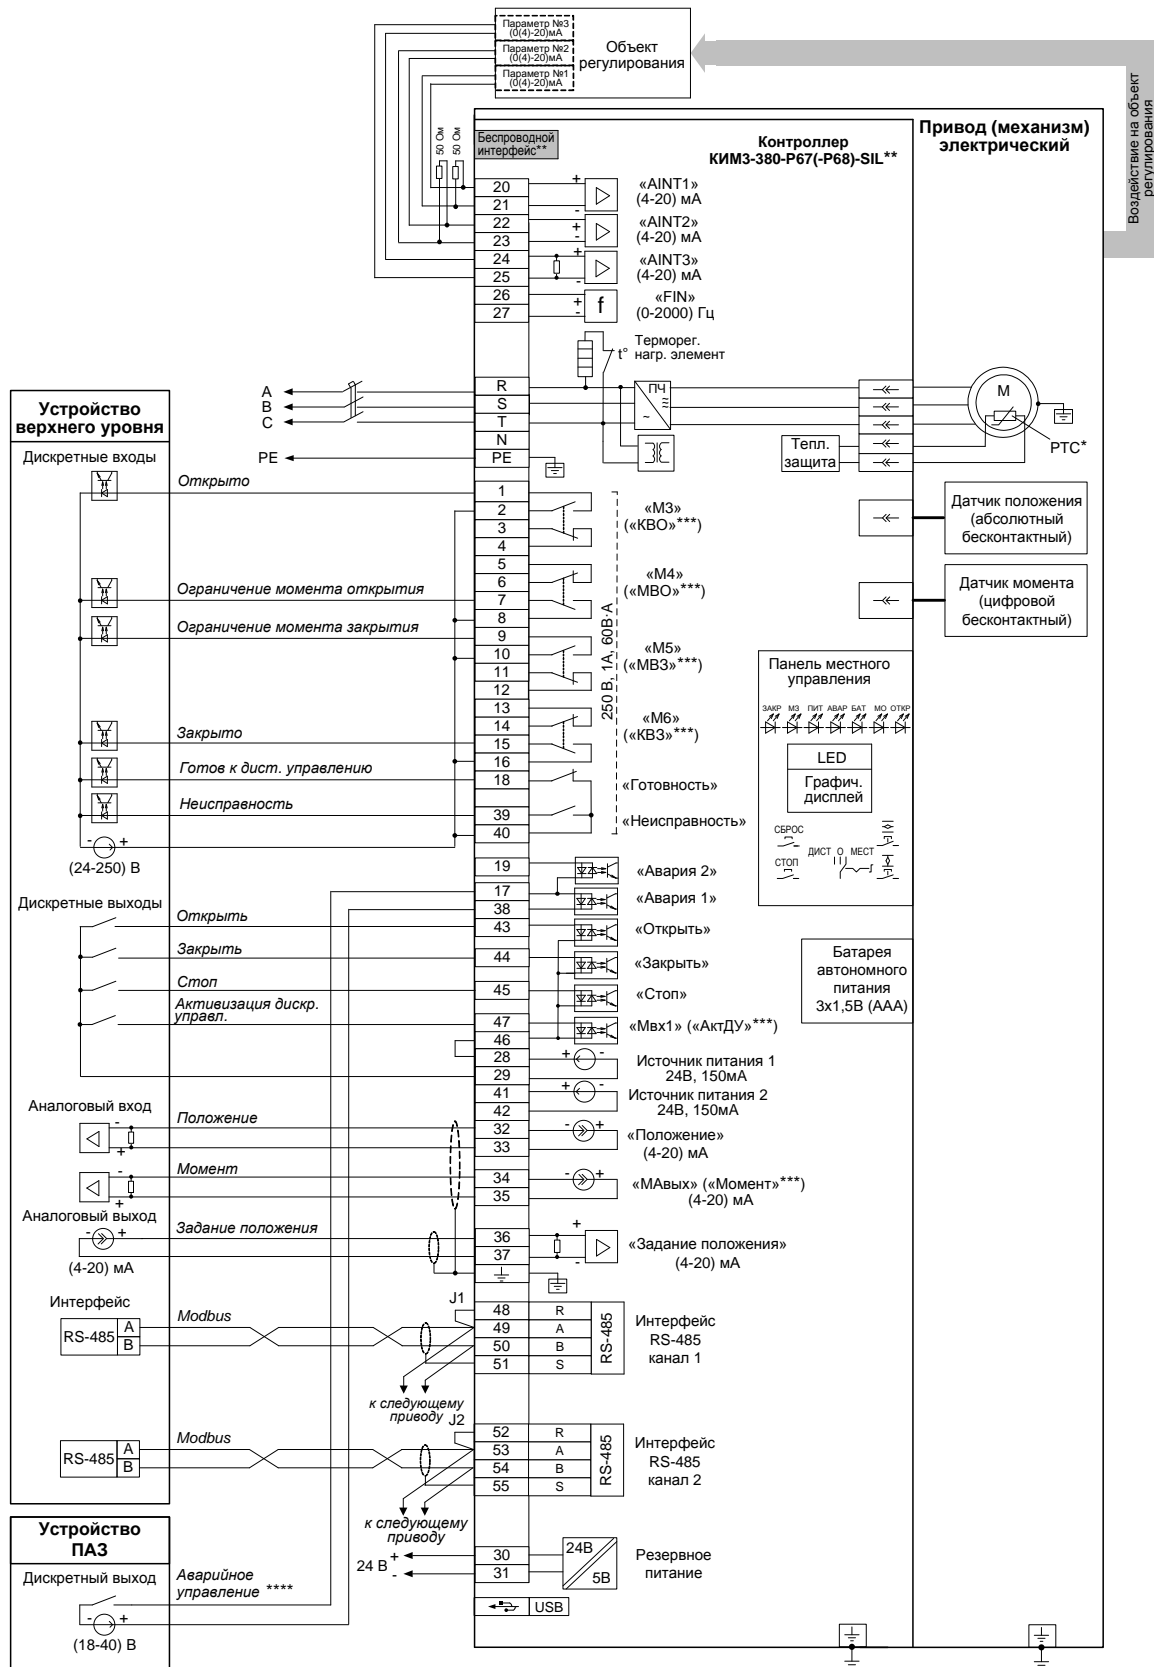 Параметр №3
(0(4)-20)мА
Параметр №2
(0(4)-20)мА
Параметр №1
(0(4)-20)мА
Объект
регулирования
Воздействие на объект
регулирования
50 Ом
50 Ом
Беспроводной
интерфейс**
Контроллер
КИМ3-380-Р67(-Р68)-SIL**
Привод (механизм)
электрический
20
21
22
23
24
25
26
27
+
-
«AINT1»
(4-20) мА
+
-
«AINT2»
(4-20) мА
+
-
«AINT3»
(4-20) мА
+
-
f
«FIN»
(0-2000) Гц
t°
Терморег.
нагр. элемент
A
B
C
PE
R
S
T
N
PE
ПЧ
~
M
PTC*
Тепл.
защита
Датчик положения
(абсолютный
бесконтактный)
Датчик момента
(цифровой
бесконтактный)
Устройство
верхнего уровня
Дискретные входы
Открыто
Ограничение момента открытия
Ограничение момента закрытия
Закрыто
Готов к дист. управлению
Неисправность
- +
(24-250) В
1
2
3
4
5
6
7
8
9
10
11
12
13
14
15
16
18
39
40
«М3»
(«КВО»***)
«М4»
(«МВО»***)
«М5»
(«МВЗ»***)
«М6»
(«КВЗ»***)
«Готовность»
«Неисправность»
250 В, 1А, 60В·А
Панель местного
управления
ЗАКР МЗ ПИТ АВАР БАТ МО ОТКР
LED
Графич.
дисплей
СБРОС
СТОП
ДИСТ О МЕСТ
Батарея
автономного
питания
3х1,5В (ААА)
Дискретные выходы
Открыть
Закрыть
Стоп
Активизация дискр.
управл.
19
17
38
43
44
45
47
46
28
29
41
42
32
33
34
35
36
37
«Авария 2»
«Авария 1»
«Открыть»
«Закрыть»
«Стоп»
«Мвх1» («АктДУ»***)
+ -
Источник питания 1
24В, 150мА
+ -
Источник питания 2
24В, 150мА
Аналоговый вход
-
+
Положение
- +
«Положение»
(4-20) мА
-
+
Момент
- +
«МАвых» («Момент»***)
(4-20) мА
Аналоговый выход
- +
(4-20) мА
Задание положения
+
-
«Задание положения»
(4-20) мА
Интерфейс
RS-485
A
B
Modbus
J1
48
49
50
51
R
A
B
S
RS-485
Интерфейс
RS-485
канал 1
к следующему
приводу
RS-485
A
B
Modbus
J2
52
53
54
55
R
A
B
S
RS-485
Интерфейс
RS-485
канал 2
к следующему
приводу
Устройство
ПАЗ
Дискретный выход
Аварийное
управление ****
- +
(18-40) В
24 В
+
-
30
31
24В
5В
Резервное
питание
USB